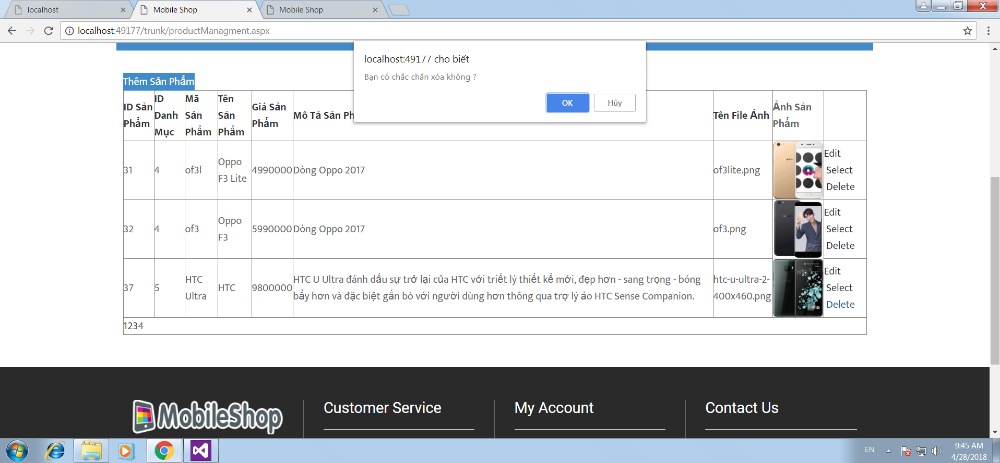 localhost
Mobile Shop
Mobile Shop
localhost:49177/trunk/productManagment.aspx
localhost:49177 cho biết
Bạn có chắc chắn xóa không ?
OK
Hủy
Thêm Sản Phẩm
ID Sản
Phẩm
ID
Danh
Mục
Mã
Sản
Phẩm
Tên
Sản
Phẩm
Giá Sản
Phẩm
Mô Tả Sản Ph
Tên File Ảnh
Ảnh Sản
Phẩm
31
4
of3l
Oppo
F3 Lite
4990000
Dòng Oppo 2017
of3lite.png
Edit
Select
Delete
32
4
of3
Oppo
F3
5990000
Dòng Oppo 2017
of3.png
Edit
Select
Delete
37
5
HTC
Ultra
HTC
9800000
HTC U Ultra đánh dấu sự trở lại của HTC với triết lý thiết kế mới, đẹp hơn - sang trọng - bóng
bẩy hơn và đặc biệt gắn bó với người dùng hơn thông qua trợ lý ảo HTC Sense Companion.
htc-u-ultra-2-
400x460.png
Edit
Select
Delete
1234
MobileShop
Customer Service
My Account
Contact Us
EN
9:45 AM
4/28/2018